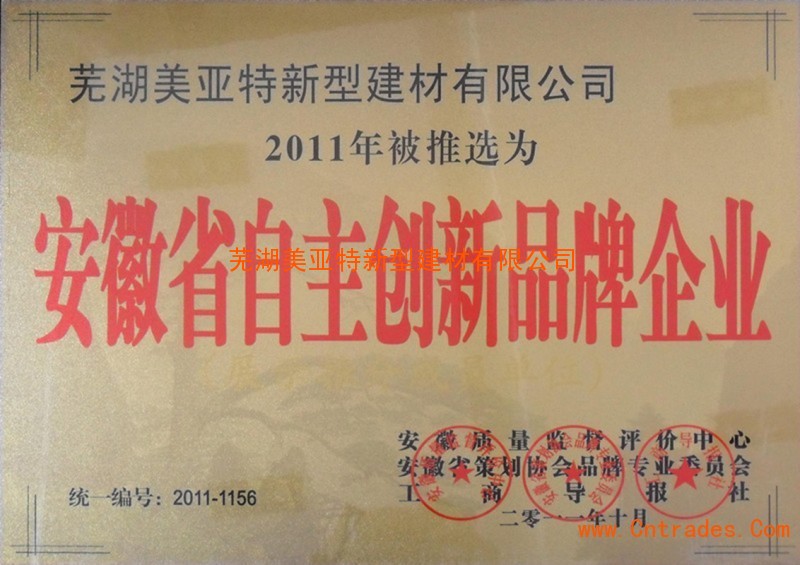 芜湖美亚特新型建材有限公司
2011年被推选为
安徽省自主创新品牌企业
芜湖美亚特新型建材有限公司
安徽质量监督评价中心
安徽省策划协会品牌专业委员会
工商导报社
统一编号：2011-1156
二零一一年十月
www.Cntrades.Com